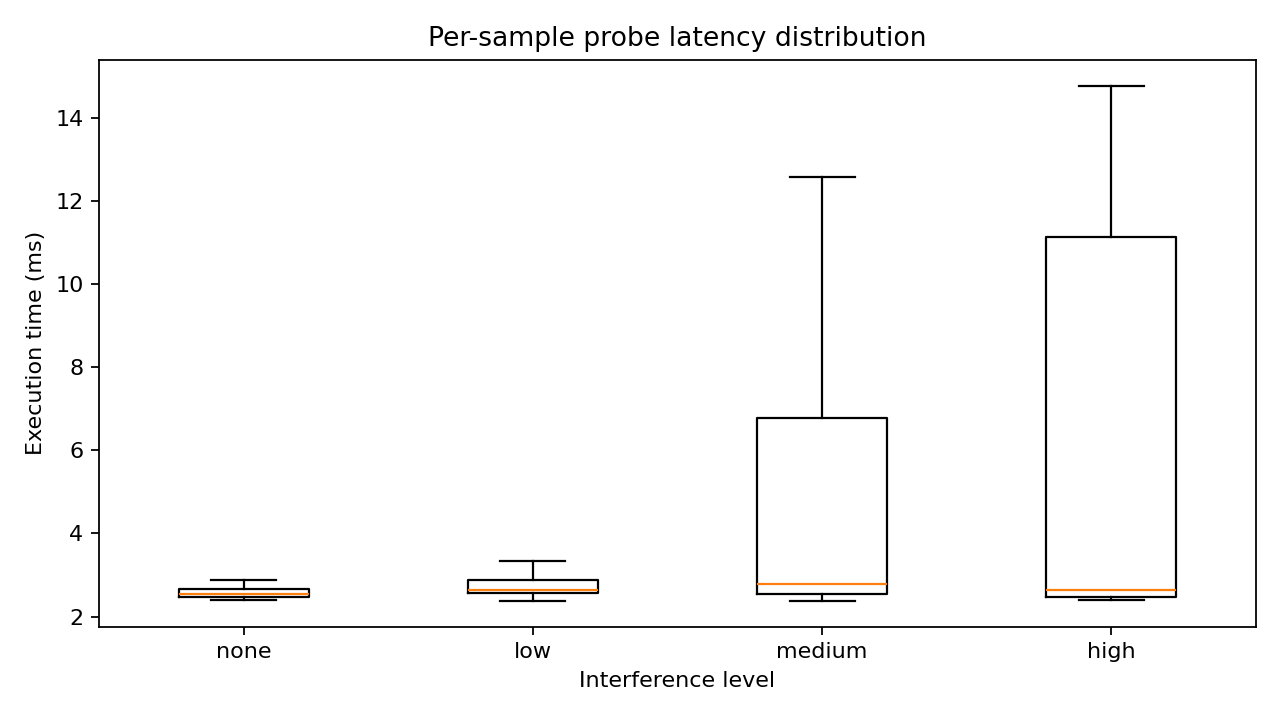 Per-sample probe latency distribution
Execution time (ms)
14
12
10
8
6
4
2
none low medium high
Interference level